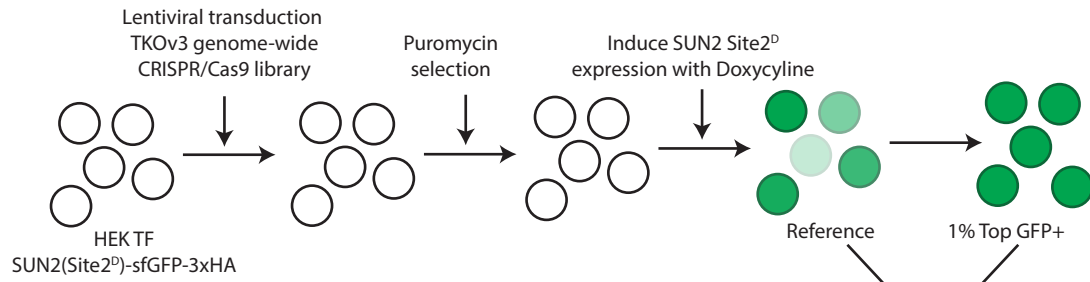 Lentiviral transduction
TKOv3 genome-wide
CRISPR/Cas9 library
Puromycin
selection
Induce SUN2 Site2ᴰ
expression with Doxycyline
HEK TF
SUN2(Site2ᴰ)-sfGFP-3xHA
Reference
1% Top GFP+